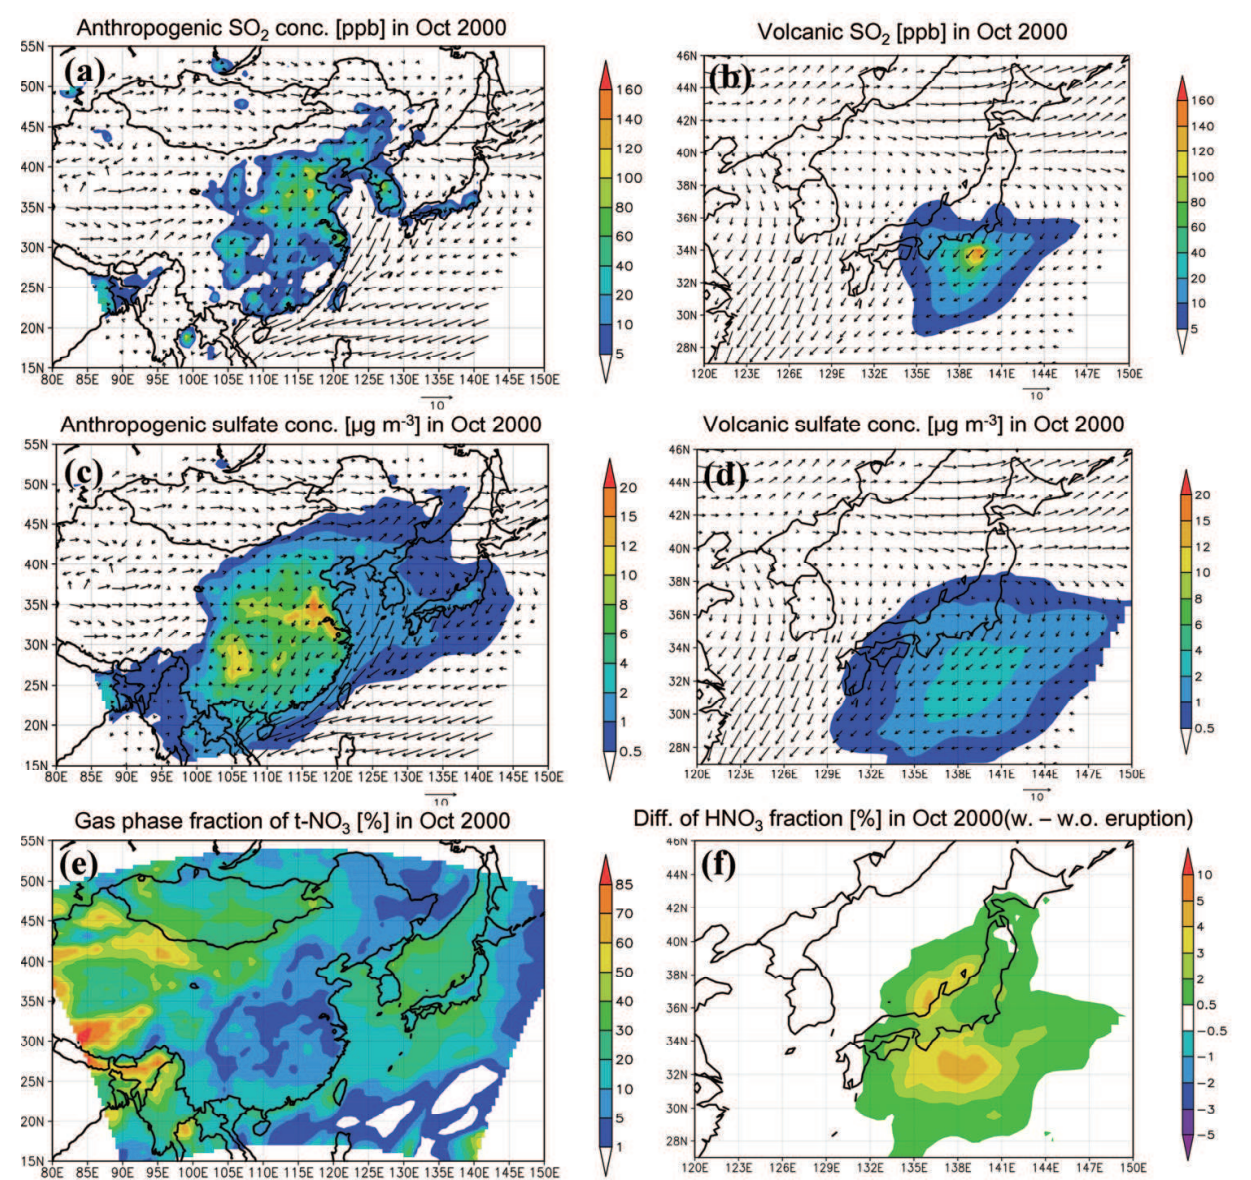 Anthropogenic SO2 conc. [ppb] in Oct 2000
(a)
55N
50N
45N
40N
35N
30N
25N
20N
15N
80E 85E 90E 95E 100E 105E 110E 115E 120E 125E 130E 135E 140E 145E 150E
10
160
140
120
100
80
60
40
20
10
5
Volcanic SO2 [ppb] in Oct 2000
(b)
46N
44N
42N
40N
38N
36N
34N
32N
30N
28N
120E 123E 126E 129E 132E 135E 138E 141E 144E 147E 150E
10
160
140
120
100
80
60
40
20
10
5
Anthropogenic sulfate conc. [µg m-3] in Oct 2000
(c)
55N
50N
45N
40N
35N
30N
25N
20N
15N
80E 85E 90E 95E 100E 105E 110E 115E 120E 125E 130E 135E 140E 145E 150E
10
20
15
12
10
8
6
4
2
1
0.5
Volcanic sulfate conc. [µg m-3] in Oct 2000
(d)
46N
44N
42N
40N
38N
36N
34N
32N
30N
28N
120E 123E 126E 129E 132E 135E 138E 141E 144E 147E 150E
10
20
15
12
10
8
6
4
2
1
0.5
Gas phase fraction of t-NO3 [%] in Oct 2000
(e)
55N
50N
45N
40N
35N
30N
25N
20N
15N
80E 85E 90E 95E 100E 105E 110E 115E 120E 125E 130E 135E 140E 145E 150E
85
70
60
50
40
30
20
10
5
1
Diff. of HNO3 fraction [%] in Oct 2000(w. – w.o. eruption)
(f)
46N
44N
42N
40N
38N
36N
34N
32N
30N
28N
120E 123E 126E 129E 132E 135E 138E 141E 144E 147E 150E
10
5
4
3
2
0.5
-0.5
-1
-2
-3
-5